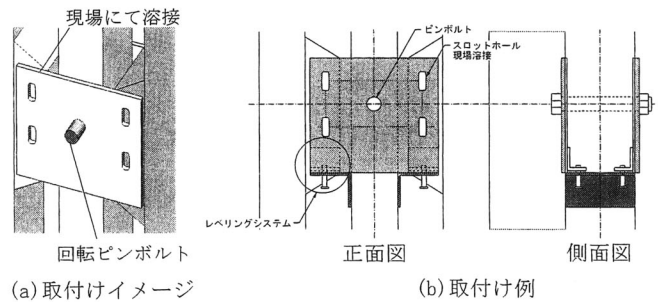 現場にて溶接
回転ピンボルト
(a)取付けイメージ
ピンボルト
スロットホール
現場溶接
レベリングシステム
正面図
側面図
(b)取付け例